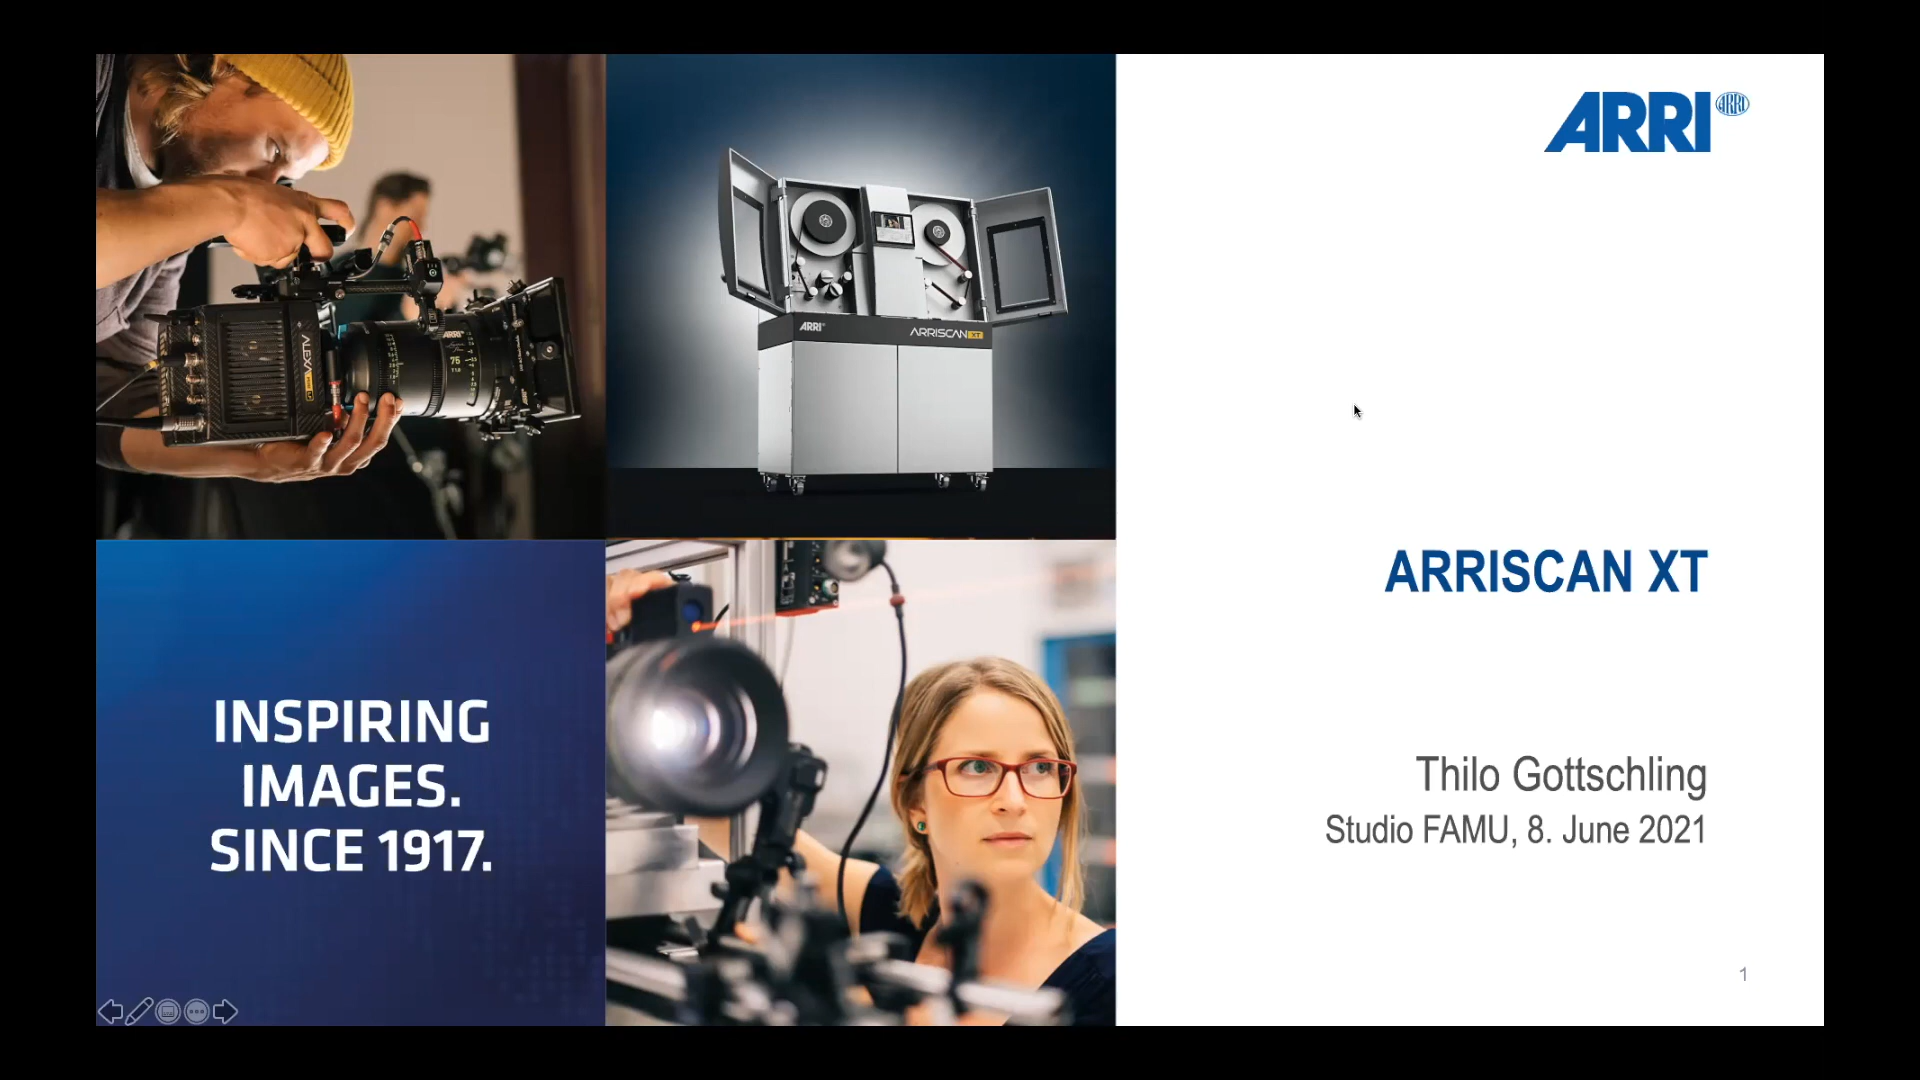 ARRI
ARRI
ALEXA
ARRI
75
ARRI
ARRISCAN XT
INSPIRING
IMAGES.
SINCE 1917.
ARRISCAN XT
Thilo Gottschling
Studio FAMU, 8. June 2021
1